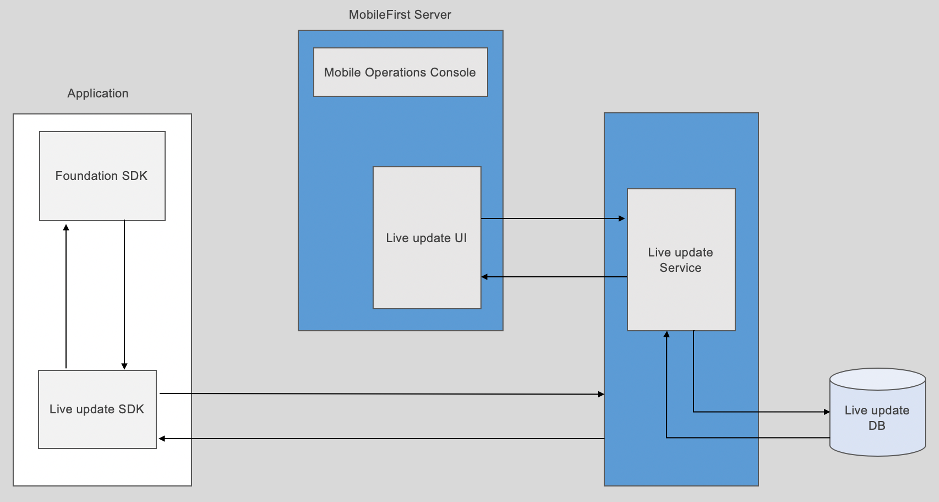 MobileFirst Server
Mobile Operations Console
Application
Foundation SDK
Live update UI
Live update
Service
Live update SDK
Live update
DB